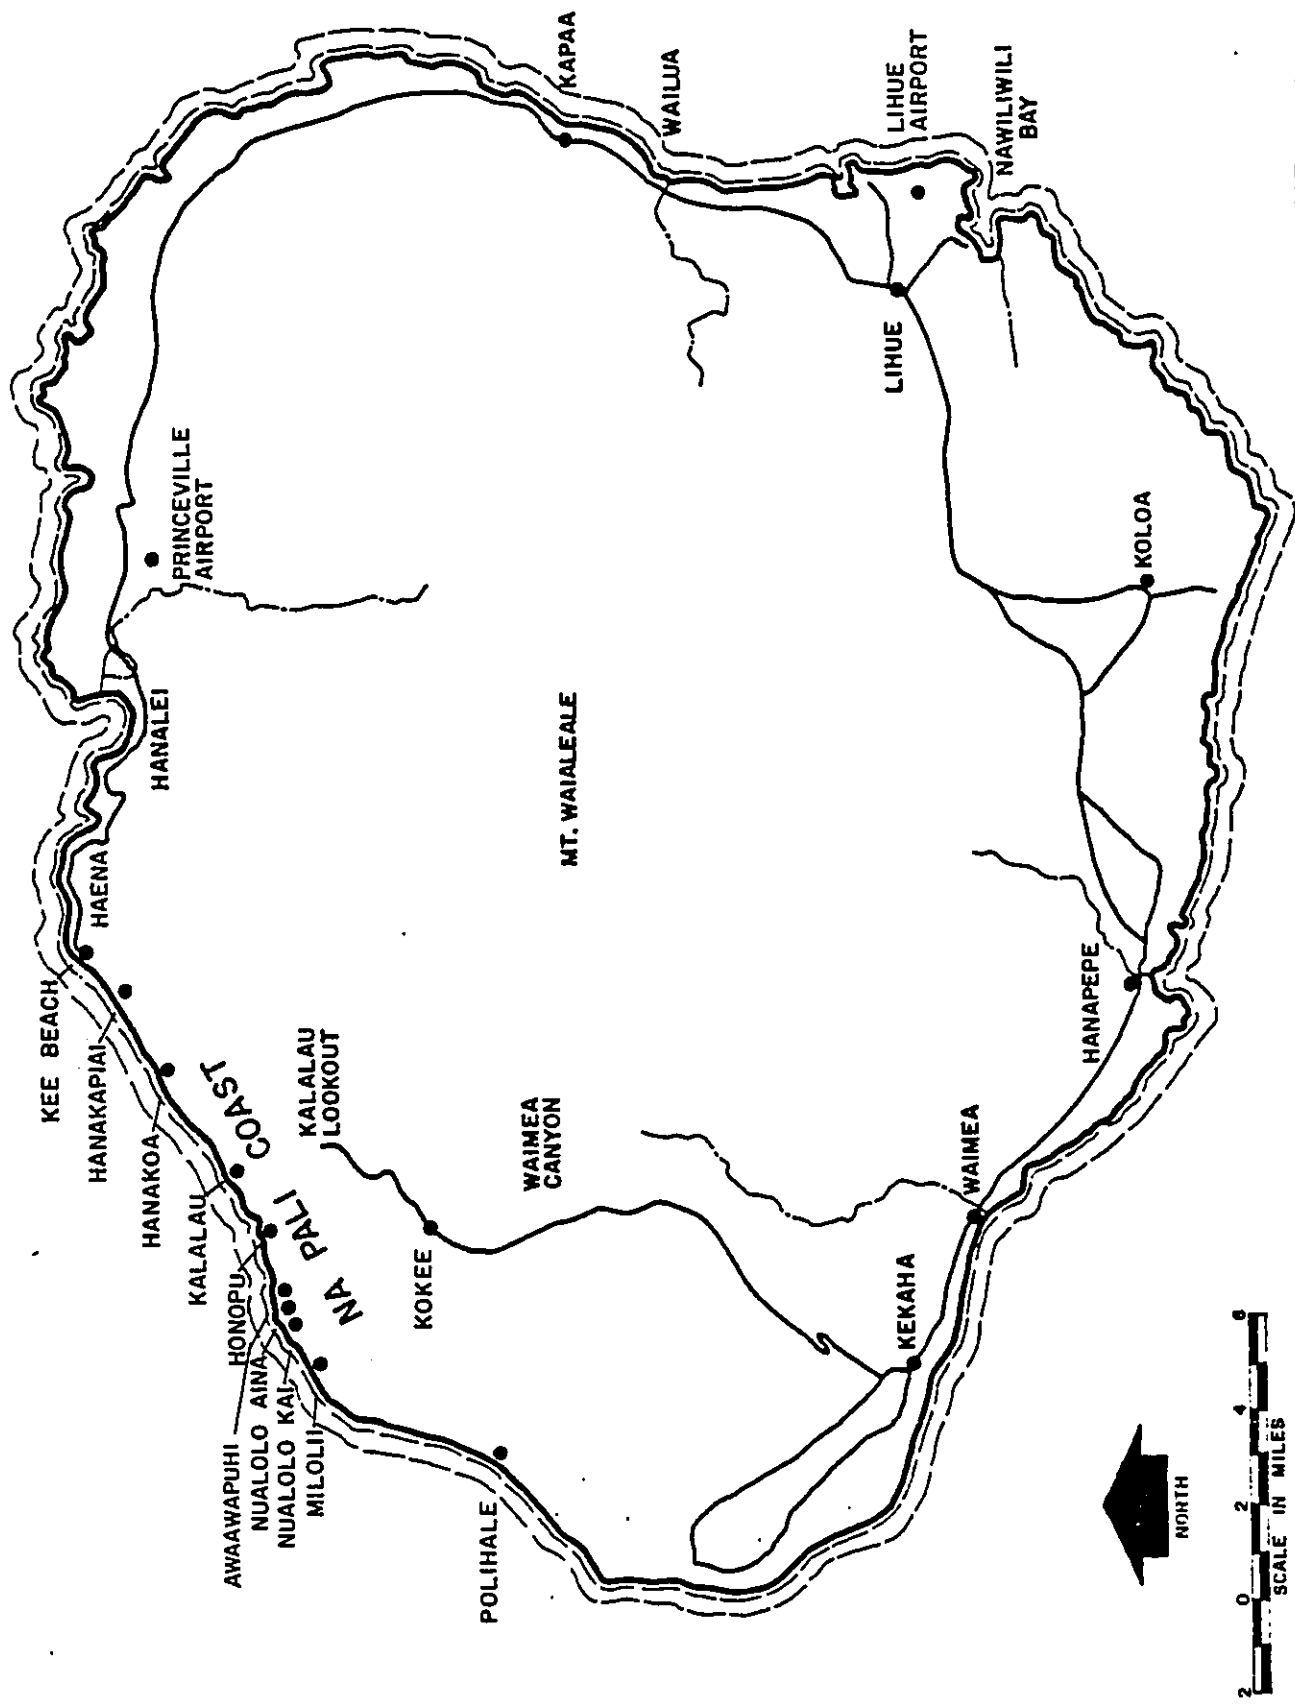 KEE BEACH
HAENA
HANAKAPIAI
HANAKOA
KALALAU
HONOPU
AWAAWAPUHI
NUALOLO AINA
NUALOLO KAI
MILOLII
NA PALI COAST
POLIHALE
KALALAU
LOOKOUT
KOKEE
WAIMEA
CANYON
HANALEI
PRINCEVILLE
AIRPORT
MT. WAIALEALE
KAPAA
WAILUA
LIHUE
AIRPORT
NAWILIWILI
BAY
LIHUE
KOLOA
HANAPEPE
WAIMEA
KEKAHA
NORTH
2 0 2 4 6
SCALE IN MILES